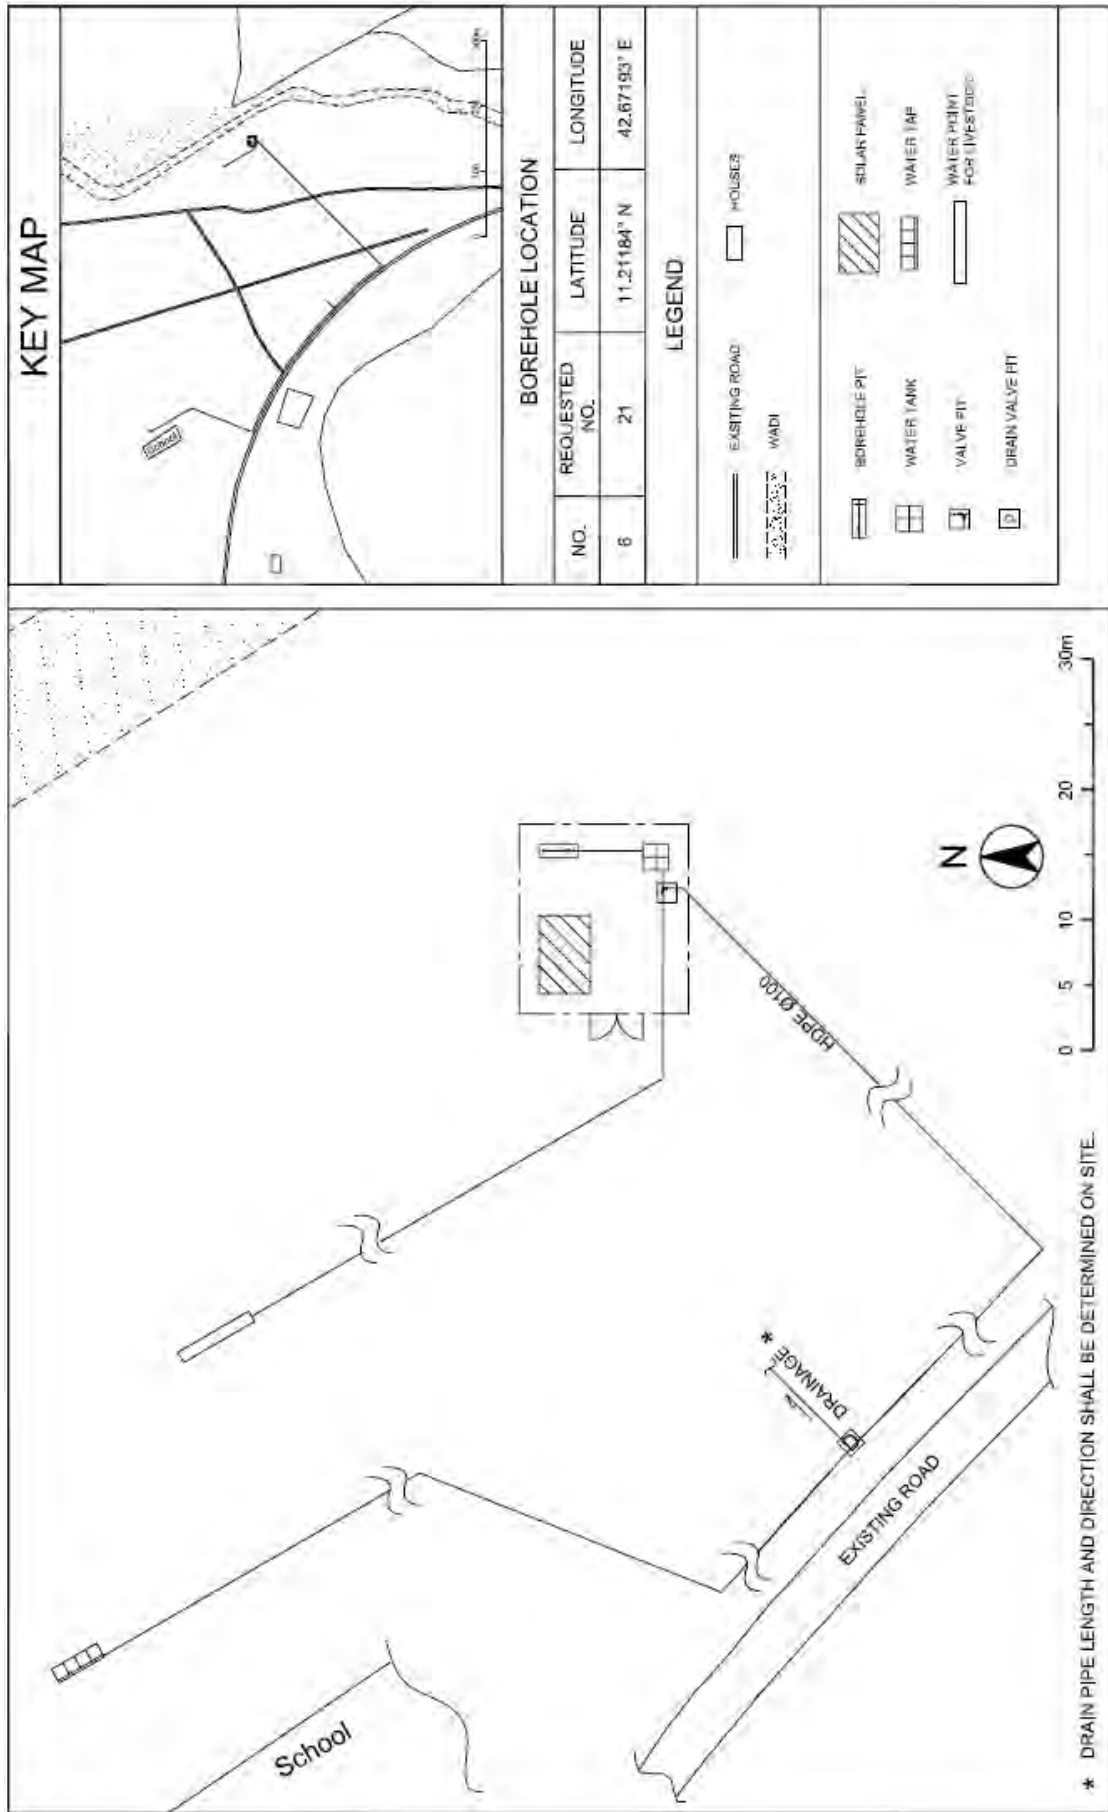 KEY MAP
School
100
BOREHOLE LOCATION
NO.
REQUESTED
NO.
LATITUDE
LONGITUDE
6
21
11.21184° N
42.67193° E
LEGEND
EXSITING ROAD
HOUSES
WADI
BOREHOLE PIT
SOLAR PANEL
WATER TANK
WATER TAP
VALVE PIT
WATER POINT
FOR LIVESTOCK
DRAIN VALVE PIT
HDPE Ø100
DRAINAGE *
EXISTING ROAD
School
N
0 5 10 20 30m
* DRAIN PIPE LENGTH AND DIRECTION SHALL BE DETERMINED ON SITE.